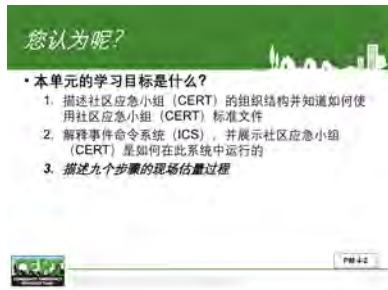 您认为呢?
• 本单元的学习目标是什么?
1. 描述社区应急小组（CERT）的组织结构并知道如何使
用社区应急小组（CERT）标准文件
2. 解释事件命令系统（ICS），并展示社区应急小组
（CERT）是如何在此系统中运行的
3. 描述九个步骤的现场估量过程
PM 4-2